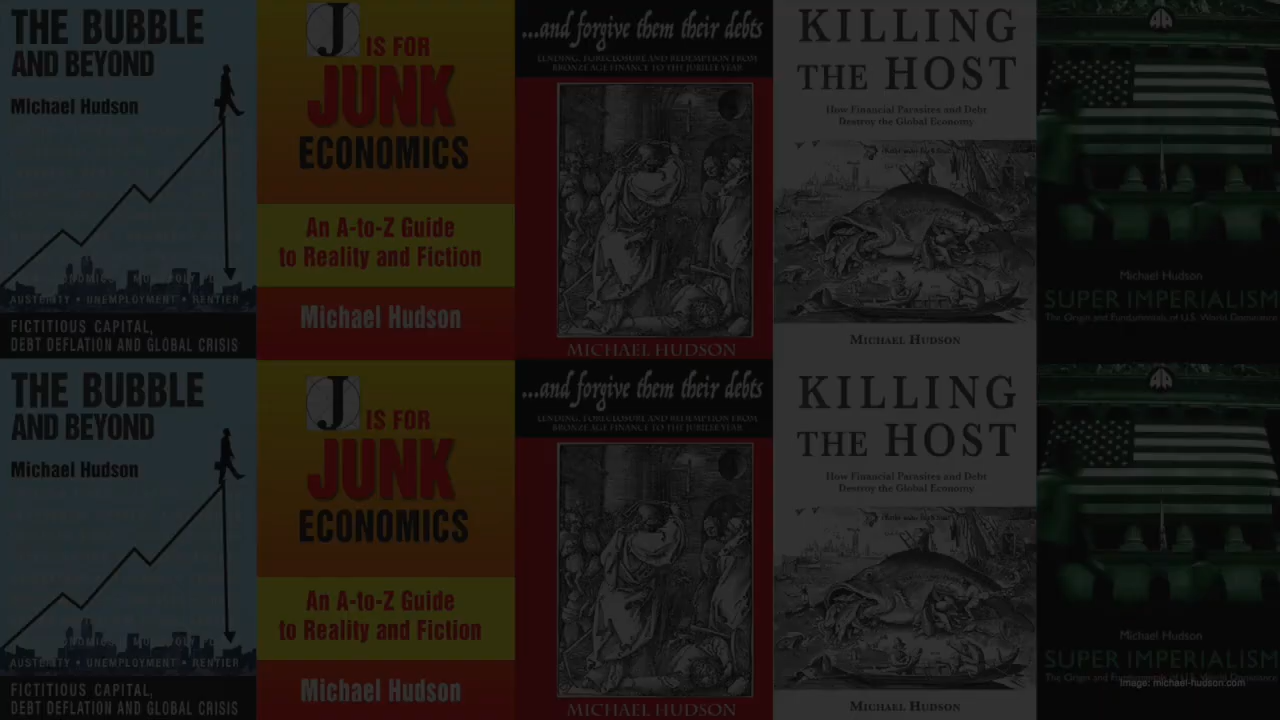 THE BUBBLE
AND BEYOND
Michael Hudson
AUSTERITY • UNEMPLOYMENT • RENTIER
FICTITIOUS CAPITAL,
DEBT DEFLATION AND GLOBAL CRISIS
J IS FOR
JUNK
ECONOMICS
An A-to-Z Guide
to Reality and Fiction
Michael Hudson
...and forgive them their debts
LENDING, FORECLOSURE AND REDEMPTION FROM
BRONZE AGE FINANCE TO THE JUBILEE YEAR
MICHAEL HUDSON
KILLING
THE HOST
How Financial Parasites and Debt
Destroy the Global Economy
MICHAEL HUDSON
Michael Hudson
SUPER IMPERIALISM
The Origin and Fundamentals of U.S. World Dominance
THE BUBBLE
AND BEYOND
Michael Hudson
AUSTERITY • UNEMPLOYMENT • RENTIER
FICTITIOUS CAPITAL,
DEBT DEFLATION AND GLOBAL CRISIS
J IS FOR
JUNK
ECONOMICS
An A-to-Z Guide
to Reality and Fiction
Michael Hudson
...and forgive them their debts
LENDING, FORECLOSURE AND REDEMPTION FROM
BRONZE AGE FINANCE TO THE JUBILEE YEAR
MICHAEL HUDSON
KILLING
THE HOST
How Financial Parasites and Debt
Destroy the Global Economy
MICHAEL HUDSON
Michael Hudson
SUPER IMPERIALISM
The Origin and Fundamentals of U.S. World Dominance
Image: michael-hudson.com